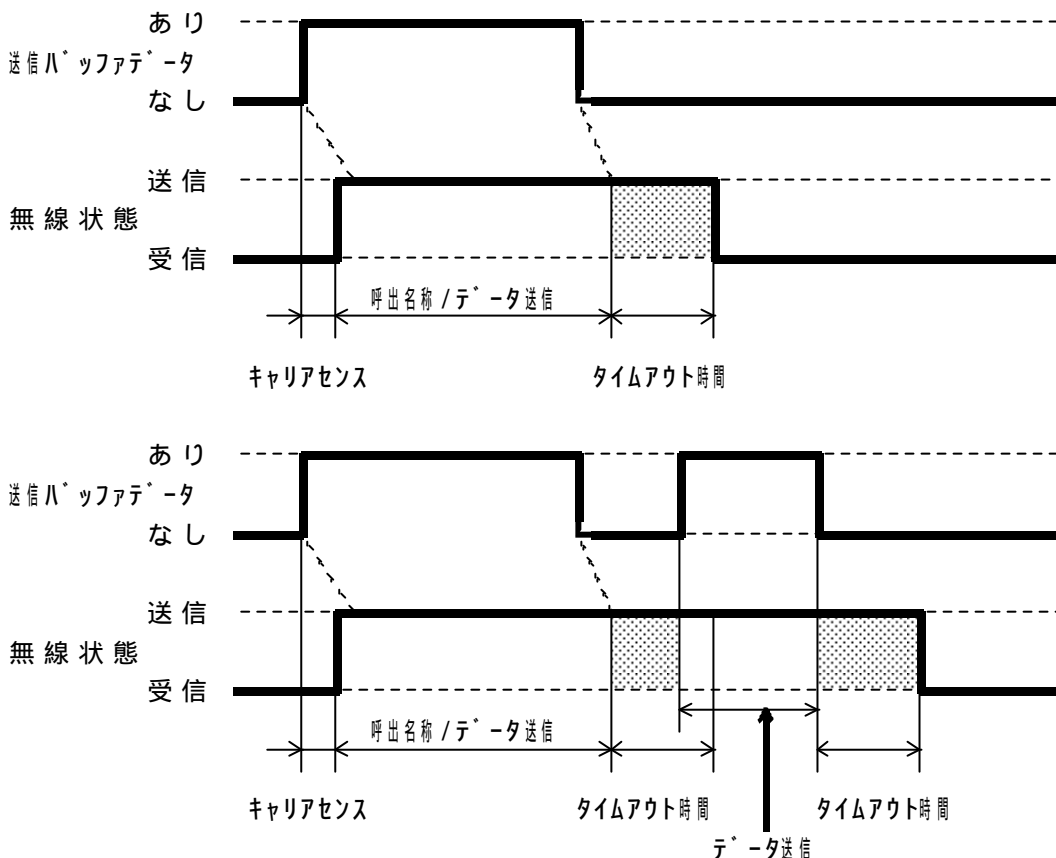 あり
送信バッファデータ
なし
送信
無線状態
受信
呼出名称/データ送信
キャリアセンス
タイムアウト時間
あり
送信バッファデータ
なし
送信
無線状態
受信
呼出名称/データ送信
キャリアセンス
タイムアウト時間
タイムアウト時間
データ送信